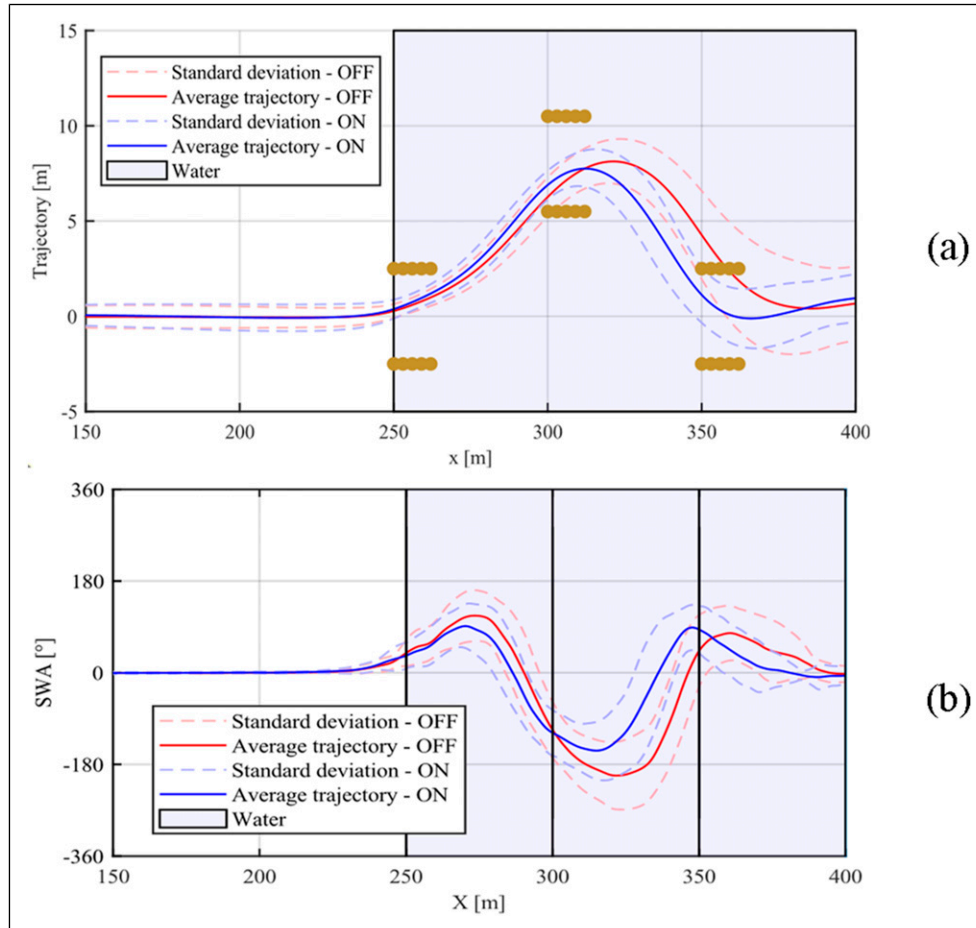 15
10
5
0
-5
Trajectory [m]
Standard deviation - OFF
Average trajectory - OFF
Standard deviation - ON
Average trajectory - ON
Water
(a)
150 200 250 300 350 400
x [m]
360
180
0
-180
-360
SWA [°]
Standard deviation - OFF
Average trajectory - OFF
Standard deviation - ON
Average trajectory - ON
Water
(b)
150 200 250 300 350 400
X [m]